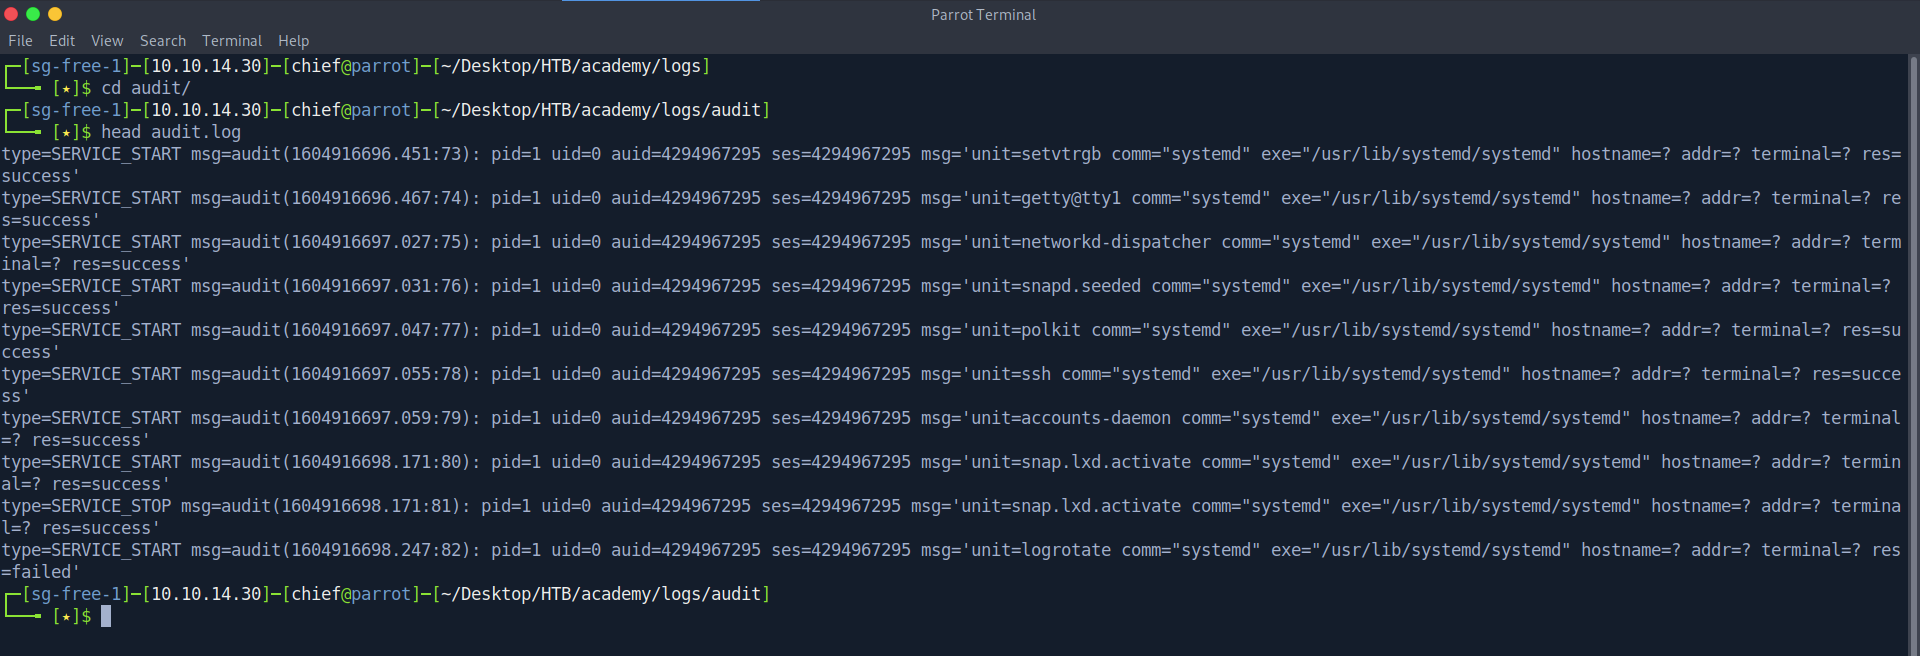 Parrot Terminal
File Edit View Search Terminal Help
┌─[sg-free-1]─[10.10.14.30]─[chief@parrot]─[~/Desktop/HTB/academy/logs]
└──╼ [★]$ cd audit/
┌─[sg-free-1]─[10.10.14.30]─[chief@parrot]─[~/Desktop/HTB/academy/logs/audit]
└──╼ [★]$ head audit.log
type=SERVICE_START msg=audit(1604916696.451:73): pid=1 uid=0 auid=4294967295 ses=4294967295 msg='unit=setvtrgb comm="systemd" exe="/usr/lib/systemd/systemd" hostname=? addr=? terminal=? res=
success'
type=SERVICE_START msg=audit(1604916696.467:74): pid=1 uid=0 auid=4294967295 ses=4294967295 msg='unit=getty@tty1 comm="systemd" exe="/usr/lib/systemd/systemd" hostname=? addr=? terminal=? re
s=success'
type=SERVICE_START msg=audit(1604916697.027:75): pid=1 uid=0 auid=4294967295 ses=4294967295 msg='unit=networkd-dispatcher comm="systemd" exe="/usr/lib/systemd/systemd" hostname=? addr=? term
inal=? res=success'
type=SERVICE_START msg=audit(1604916697.031:76): pid=1 uid=0 auid=4294967295 ses=4294967295 msg='unit=snapd.seeded comm="systemd" exe="/usr/lib/systemd/systemd" hostname=? addr=? terminal=?
res=success'
type=SERVICE_START msg=audit(1604916697.047:77): pid=1 uid=0 auid=4294967295 ses=4294967295 msg='unit=polkit comm="systemd" exe="/usr/lib/systemd/systemd" hostname=? addr=? terminal=? res=su
ccess'
type=SERVICE_START msg=audit(1604916697.055:78): pid=1 uid=0 auid=4294967295 ses=4294967295 msg='unit=ssh comm="systemd" exe="/usr/lib/systemd/systemd" hostname=? addr=? terminal=? res=succe
ss'
type=SERVICE_START msg=audit(1604916697.059:79): pid=1 uid=0 auid=4294967295 ses=4294967295 msg='unit=accounts-daemon comm="systemd" exe="/usr/lib/systemd/systemd" hostname=? addr=? terminal
=? res=success'
type=SERVICE_START msg=audit(1604916698.171:80): pid=1 uid=0 auid=4294967295 ses=4294967295 msg='unit=snap.lxd.activate comm="systemd" exe="/usr/lib/systemd/systemd" hostname=? addr=? termin
al=? res=success'
type=SERVICE_STOP msg=audit(1604916698.171:81): pid=1 uid=0 auid=4294967295 ses=4294967295 msg='unit=snap.lxd.activate comm="systemd" exe="/usr/lib/systemd/systemd" hostname=? addr=? termina
l=? res=success'
type=SERVICE_START msg=audit(1604916698.247:82): pid=1 uid=0 auid=4294967295 ses=4294967295 msg='unit=logrotate comm="systemd" exe="/usr/lib/systemd/systemd" hostname=? addr=? terminal=? res
=failed'
┌─[sg-free-1]─[10.10.14.30]─[chief@parrot]─[~/Desktop/HTB/academy/logs/audit]
└──╼ [★]$